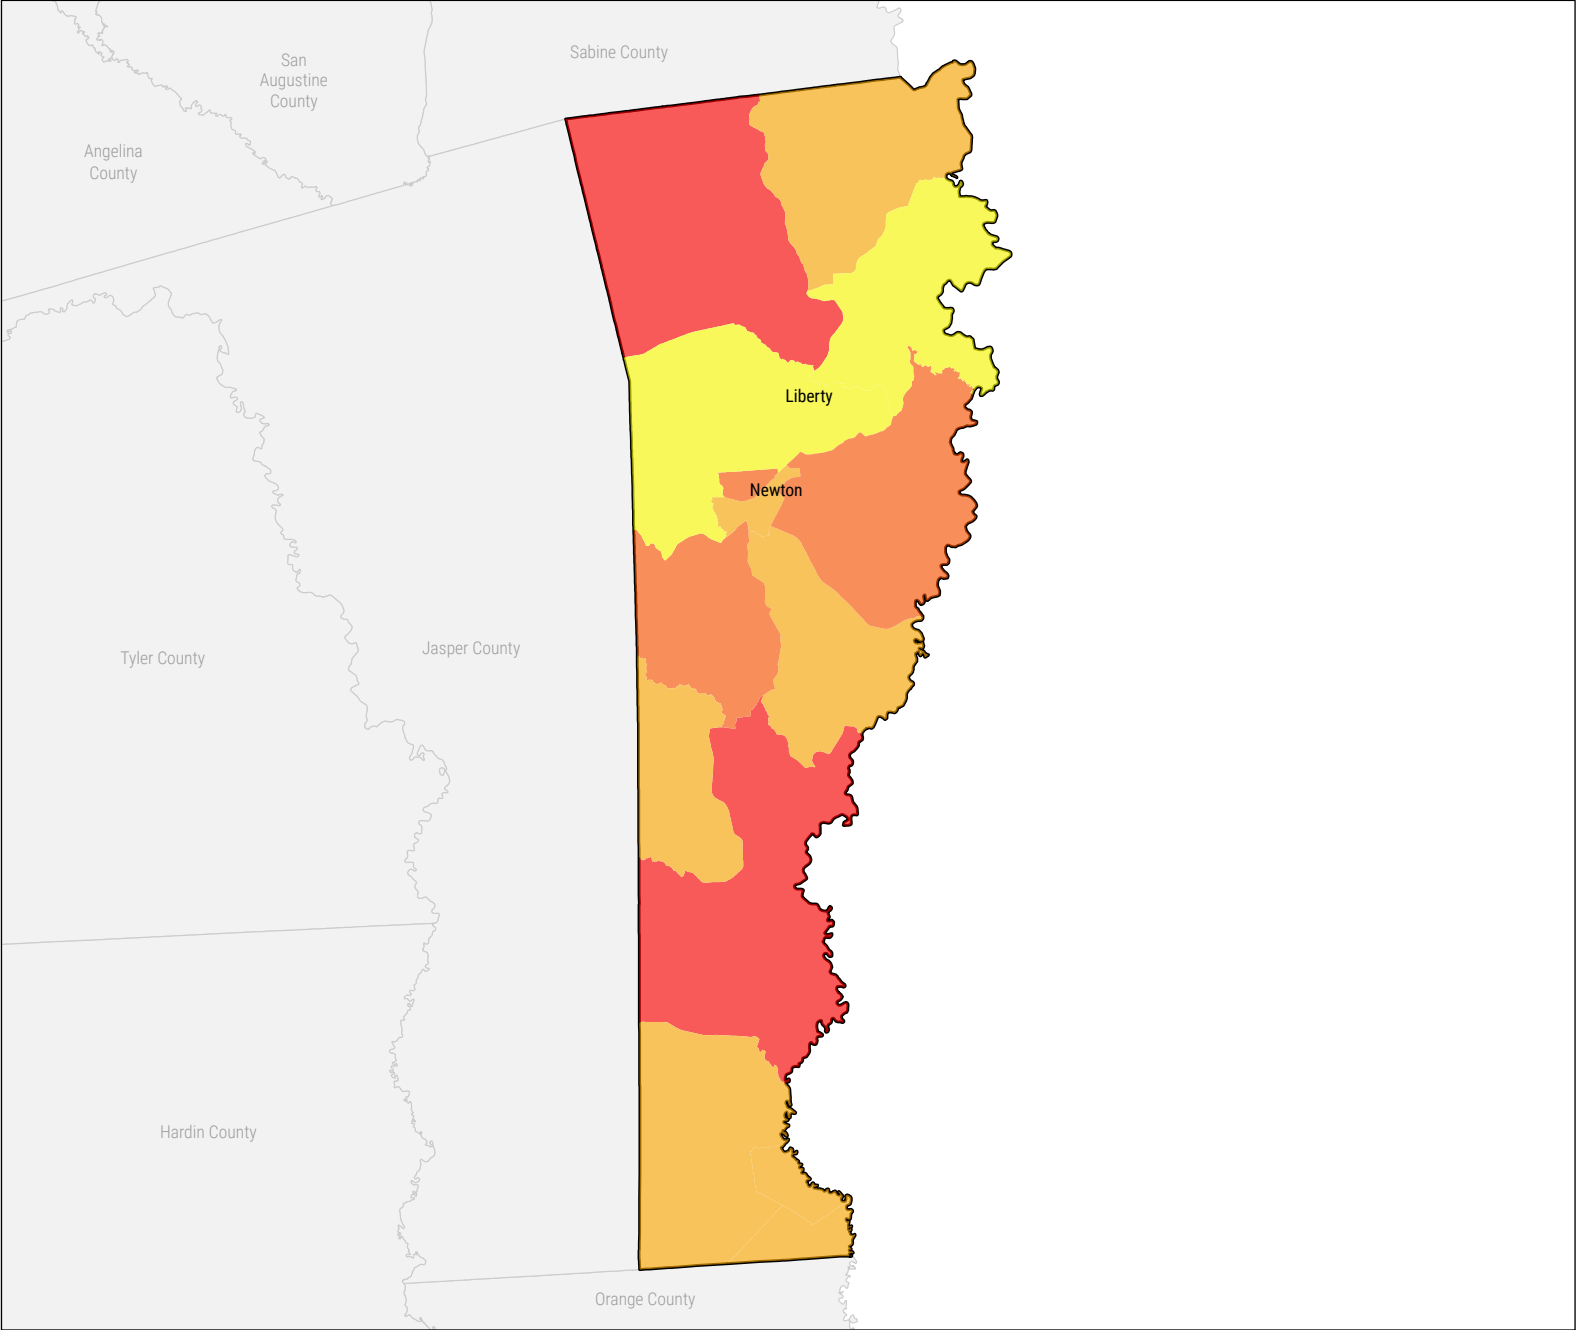 Sabine County
San
Augustine
County
Angelina
County
Liberty
Newton
Jasper County
Tyler County
Hardin County
Orange County